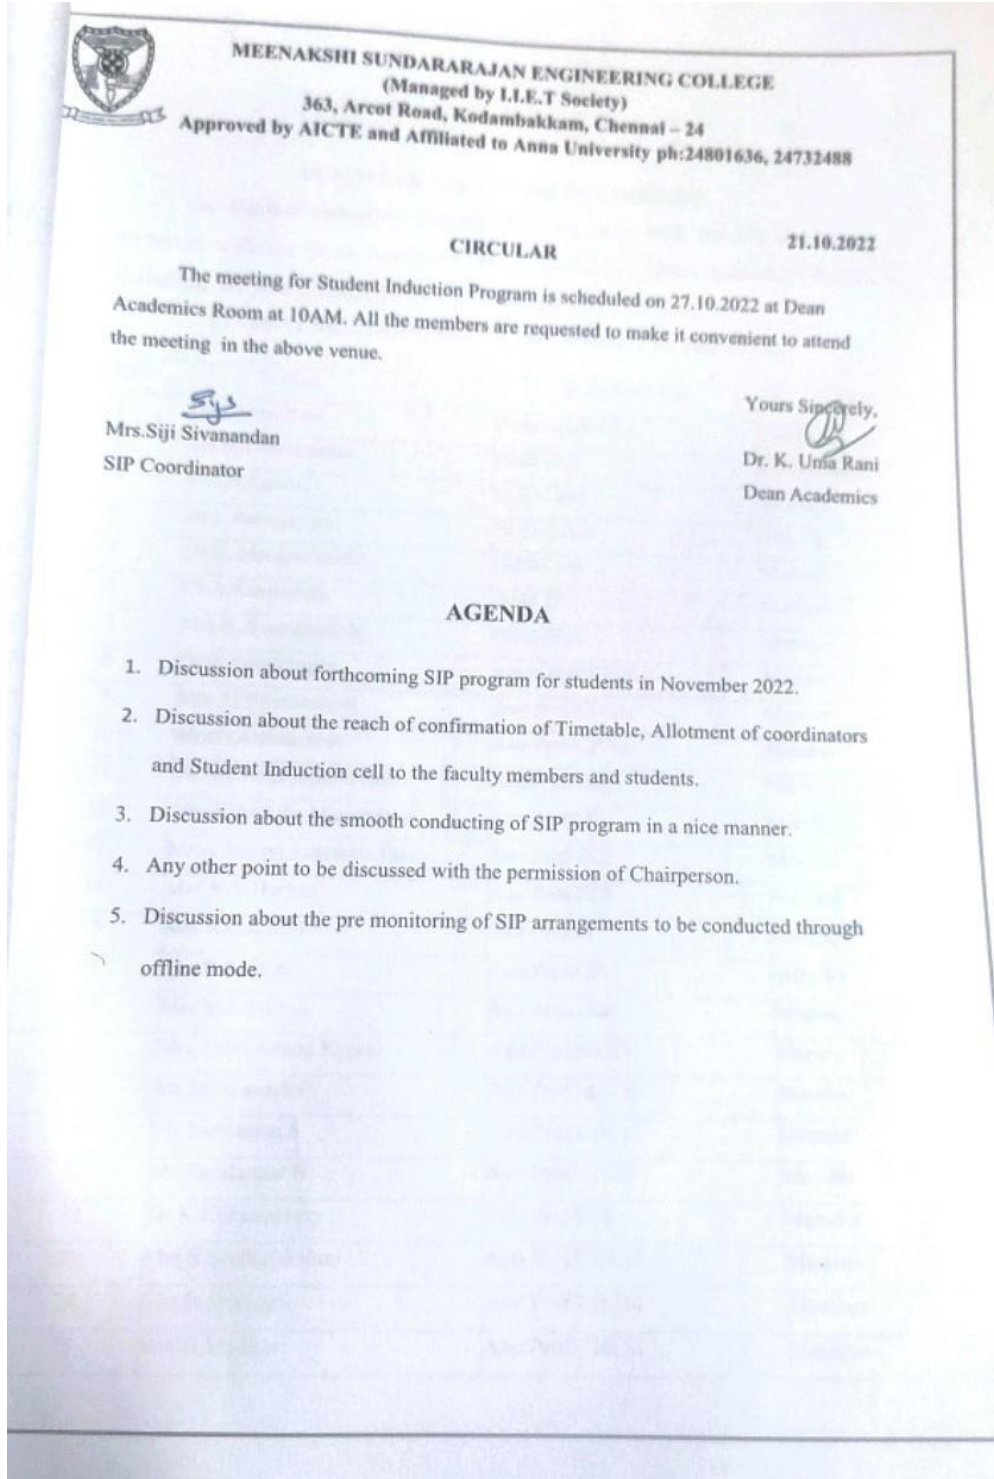 MEENAKSHI SUNDARARAJAN ENGINEERING COLLEGE
(Managed by I.I.E.T Society)
363, Arcot Road, Kodambakkam, Chennai – 24
Approved by AICTE and Affiliated to Anna University ph:24801636, 24732488
CIRCULAR
21.10.2022
The meeting for Student Induction Program is scheduled on 27.10.2022 at Dean
Academics Room at 10AM. All the members are requested to make it convenient to attend
the meeting in the above venue.
Yours Sincerely,
Mrs.Siji Sivanandan
SIP Coordinator
Dr. K. Uma Rani
Dean Academics
AGENDA
1. Discussion about forthcoming SIP program for students in November 2022.
2. Discussion about the reach of confirmation of Timetable, Allotment of coordinators
and Student Induction cell to the faculty members and students.
3. Discussion about the smooth conducting of SIP program in a nice manner.
4. Any other point to be discussed with the permission of Chairperson.
5. Discussion about the pre monitoring of SIP arrangements to be conducted through
offline mode.